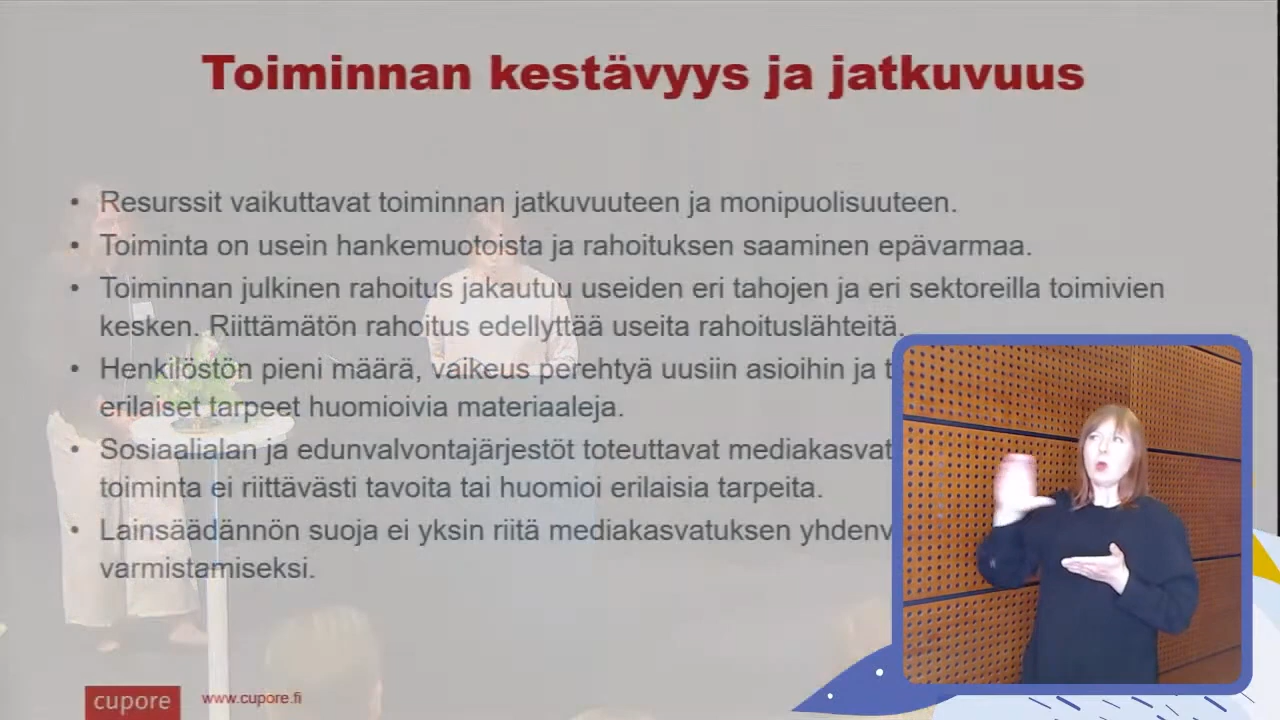 Toiminnan kestävyys ja jatkuvuus
• Resurssit vaikuttavat toiminnan jatkuvuuteen ja monipuolisuuteen.
• Toiminta on usein hankemuotoista ja rahoituksen saaminen epävarmaa.
• Toiminnan julkinen rahoitus jakautuu useiden eri tahojen ja eri sektoreilla toimivien
kesken. Riittämätön rahoitus edellyttää useita rahoituslähteitä.
• Henkilöstön pieni määrä, vaikeus perehtyä uusiin asioihin ja
erilaiset tarpeet huomioivia materiaaleja.
• Sosiaalialan ja edunvalvontajärjestöt toteuttavat
toiminta ei riittävästi tavoita tai huomioi erilaisia tarpeita.
• Lainsäädännön suoja ei yksin riitä mediakasvatuksen
varmistamiseksi.
cupore
www.cupore.fi